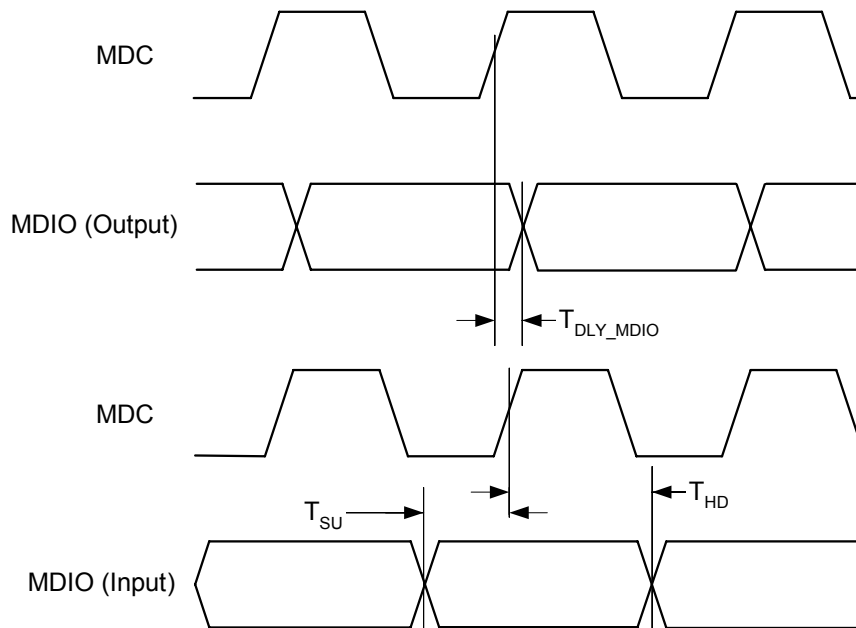 MDC
MDIO (Output)
T_DLY_MDIO
MDC
T_SU
T_HD
MDIO (Input)